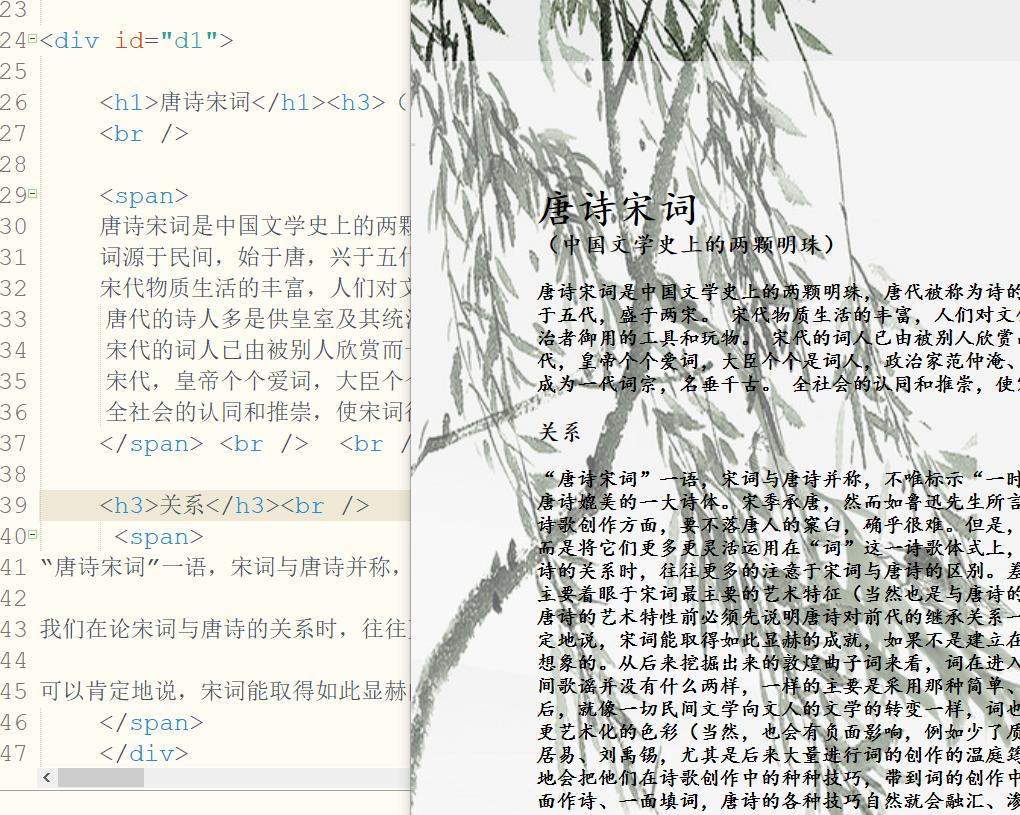 23
24 <div id="d1">
25
26 <h1>唐诗宋词</h1><h3>（
27 <br />
28
29 <span>
30 唐诗宋词是中国文学史上的两颗
31 词源于民间，始于唐，兴于五代
32 宋代物质生活的丰富，人们对文
33 唐代的诗人多是供皇室及其统治
34 宋代的词人已由被别人欣赏而
35 宋代，皇帝个个爱词，大臣个个
36 全社会的认同和推崇，使宋词得
37 </span> <br /> <br /
38
39 <h3>关系</h3><br />
40 <span>
41 “唐诗宋词”一语，宋词与唐诗并称，
42
43 我们在论宋词与唐诗的关系时，往往
44
45 可以肯定地说，宋词能取得如此显赫
46 </span>
47 </div>
唐诗宋词
（中国文学史上的两颗明珠）
唐诗宋词是中国文学史上的两颗明珠，唐代被称为诗的
于五代，盛于两宋。 宋代物质生活的丰富，人们对文
治者御用的工具和玩物。 宋代的词人已由被别人欣赏
代，皇帝个个爱词，大臣个个是词人，政治家范仲淹、
成为一代词宗，名垂千古。 全社会的认同和推崇，使
关系
“唐诗宋词”一语，宋词与唐诗并称，不唯标示“一时
唐诗媲美的一大诗体。宋季承唐，然而如鲁迅先生所言
诗歌创作方面，要不落唐人的窠臼，确乎很难。但是，
而是将它们更多更灵活运用在“词”这一诗歌体式上，
诗的关系时，往往更多的注意于宋词与唐诗的区别。差
主要着眼于宋词最主要的艺术特征（当然也是与唐诗的
唐诗的艺术特性前必须先说明唐诗对前代的继承关系一
定地说，宋词能取得如此显赫的成就，如果不是建立在
想象的。从后来挖掘出来的敦煌曲子词来看，词在进入
间歌谣并没有什么两样，一样的主要是采用那种简单、
后，就像一切民间文学向文人的文学的转变一样，词也
更艺术化的色彩（当然，也会有负面影响，例如少了质
居易、刘禹锡，尤其是后来大量进行词的创作的温庭筠
地会把他们在诗歌创作中的种种技巧，带到词的创作中
面作诗、一面填词，唐诗的各种技巧自然就会融汇、渗